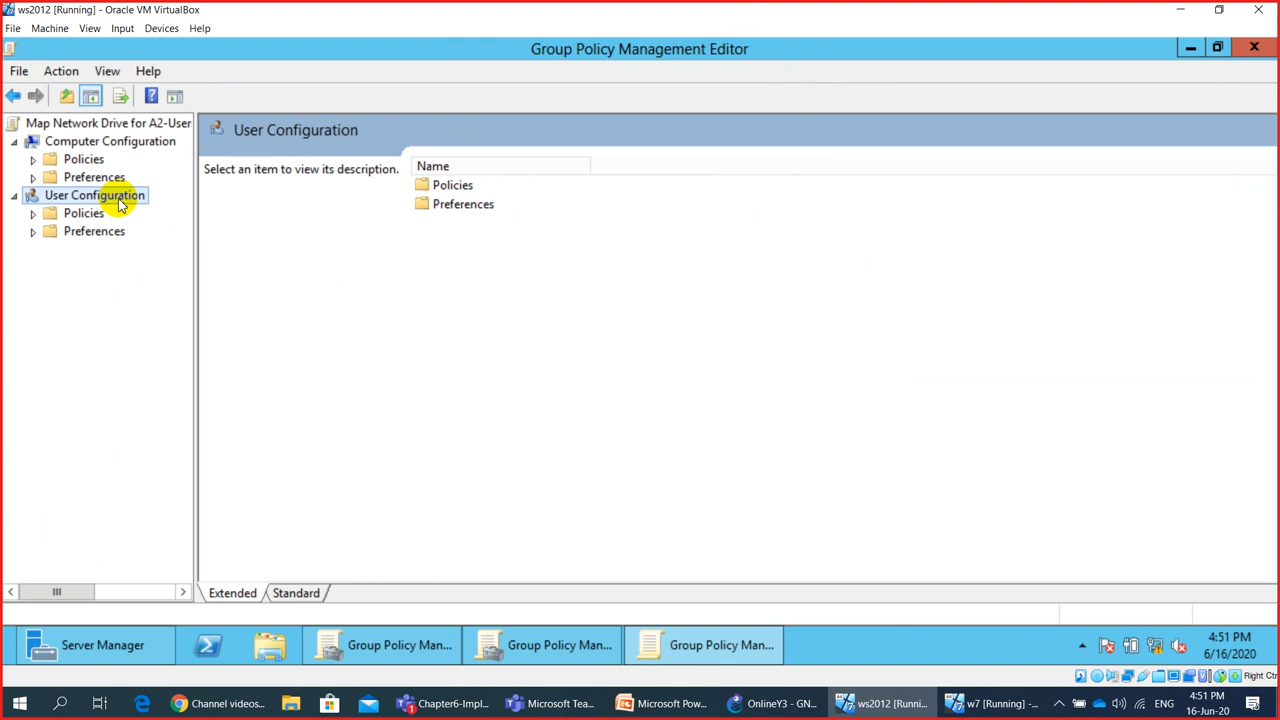 ws2012 [Running] - Oracle VM VirtualBox
File Machine View Input Devices Help
Group Policy Management Editor
File Action View Help
Map Network Drive for A2-User
Computer Configuration
Policies
Preferences
User Configuration
Policies
Preferences
User Configuration
Select an item to view its description.
Name
Policies
Preferences
Extended Standard
Server Manager
Group Policy Man...
Group Policy Man...
Group Policy Man...
4:51 PM
6/16/2020
Right Ctr
Channel videos...
Chapter6-Impl...
Microsoft Tea...
Microsoft Pow...
OnlineY3 - GN...
ws2012 [Runni...
w7 [Running] -...
ENG
4:51 PM
16-Jun-20